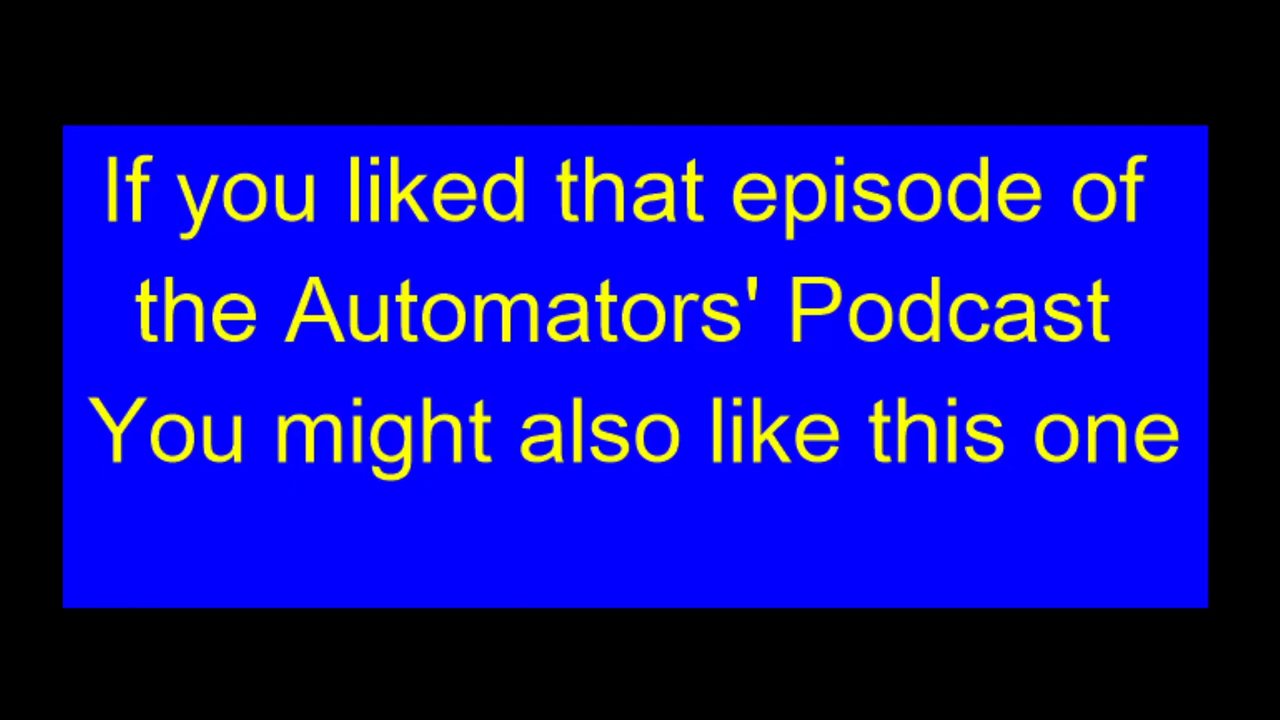 If you liked that episode of
the Automators' Podcast
You might also like this one